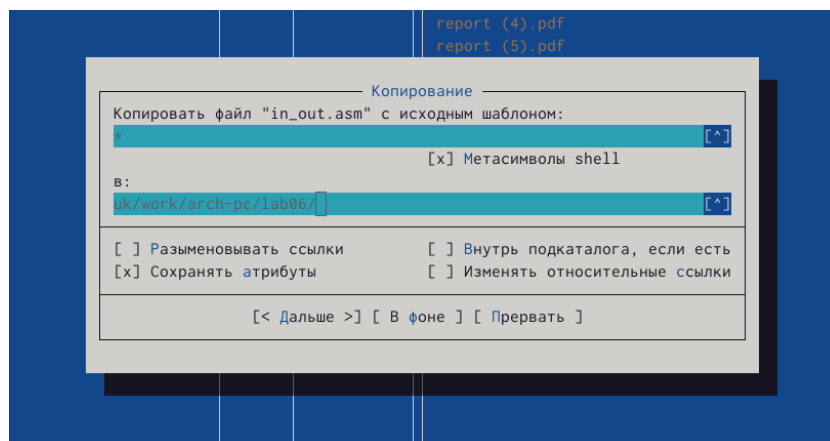 report (4).pdf
report (5).pdf
Копирование
Копировать файл "in_out.asm" с исходным шаблоном:
* [^]
[x] Метасимволы shell
в:
uk/work/arch-pc/lab06/ [^]
[ ] Разыменовывать ссылки [ ] Внутрь подкаталога, если есть
[x] Сохранять атрибуты [ ] Изменять относительные ссылки
[< Дальше >] [ В фоне ] [ Прервать ]